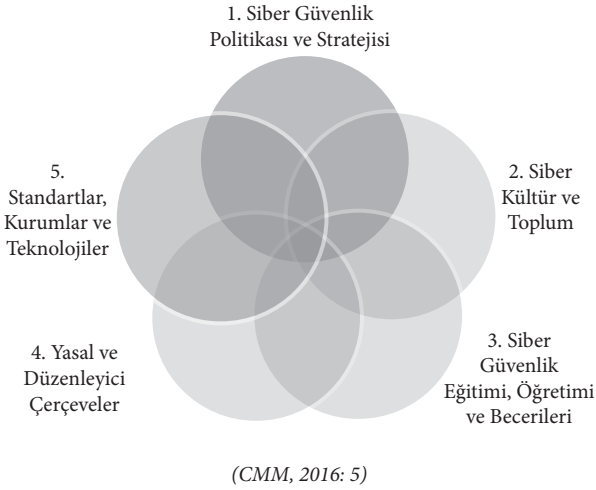 1. Siber Güvenlik
Politikası ve Stratejisi
2. Siber
Kültür ve
Toplum
3. Siber
Güvenlik
Eğitimi, Öğretimi
ve Becerileri
4. Yasal ve
Düzenleyici
Çerçeveler
5.
Standartlar,
Kurumlar ve
Teknolojiler
(CMM, 2016: 5)